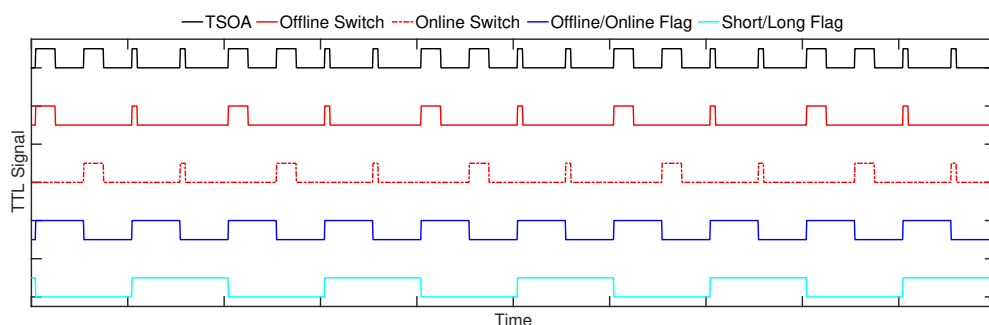 TSOA Offline Switch Online Switch Offline/Online Flag Short/Long Flag
TTL Signal
Time